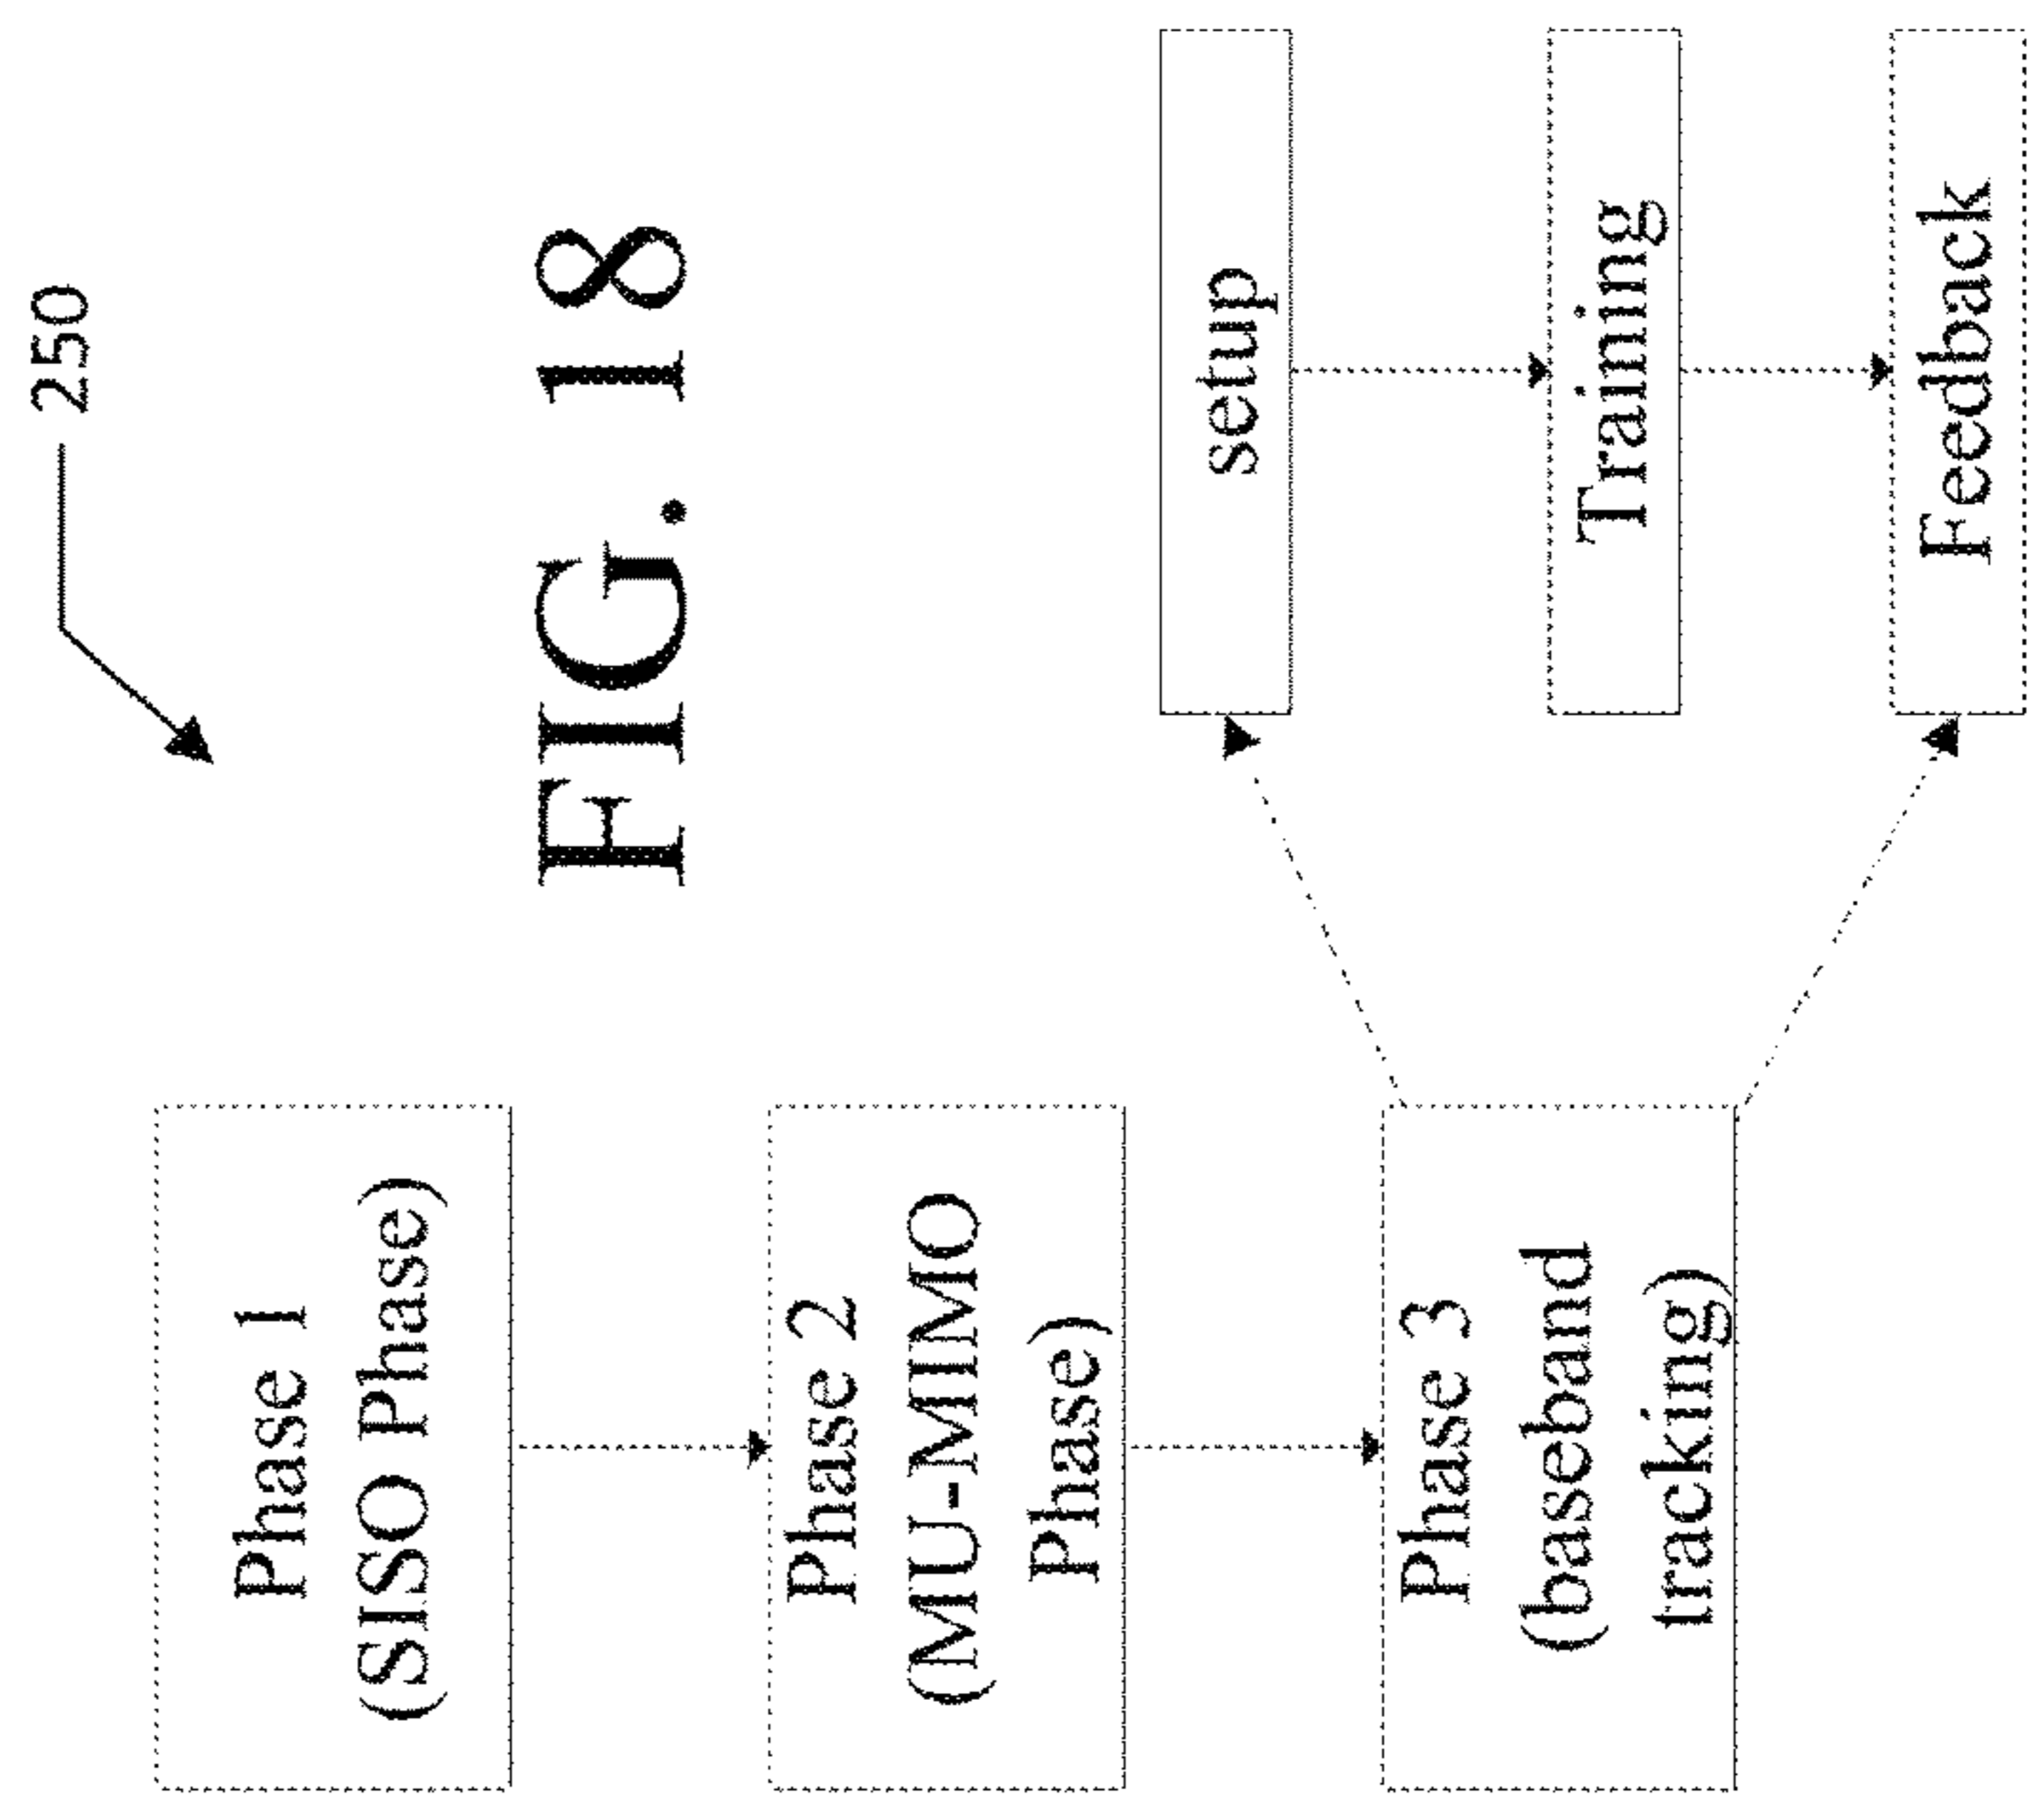 250
FIG. 18
Phase 1
(SISO Phase)
Phase 2
(MU-MIMO
Phase)
Phase 3
(baseband
tracking)
setup
Training
Feedback